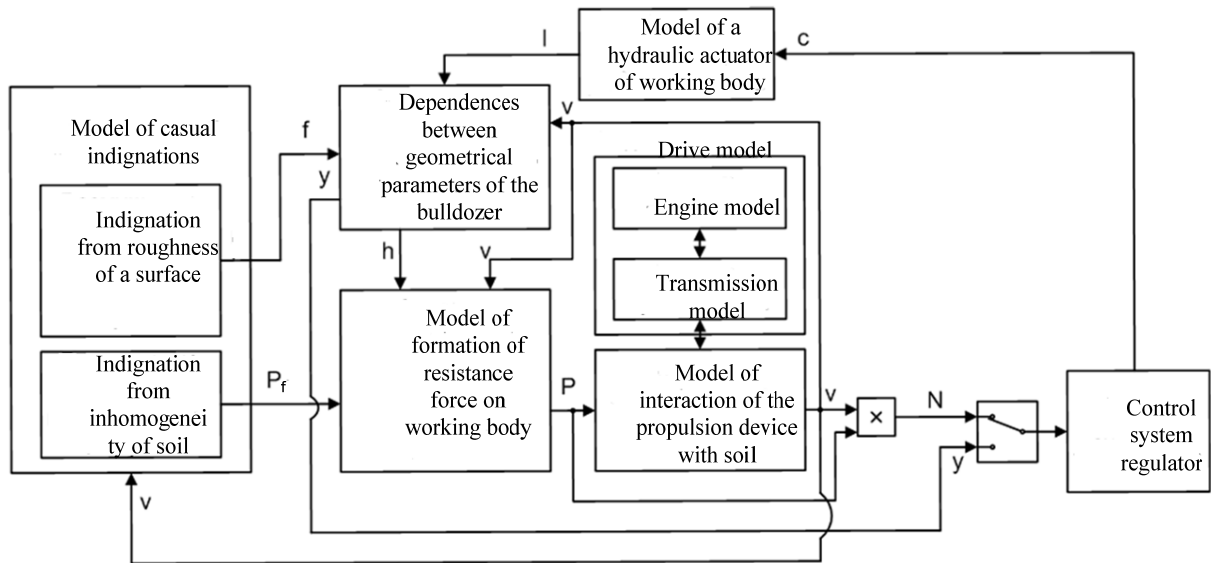 Model of a
hydraulic actuator
of working body
l
c
Model of casual
indignations
Dependences
between
geometrical
parameters of the
bulldozer
v
f
y
Drive model
Engine model
Transmission
model
Indignation
from roughness
of a surface
h
v
Model of
formation of
resistance
force on
working body
Indignation
from
inhomogenei
ty of soil
Pf
P
Model of
interaction of the
propulsion device
with soil
v
×
N
y
Control
system
regulator
v